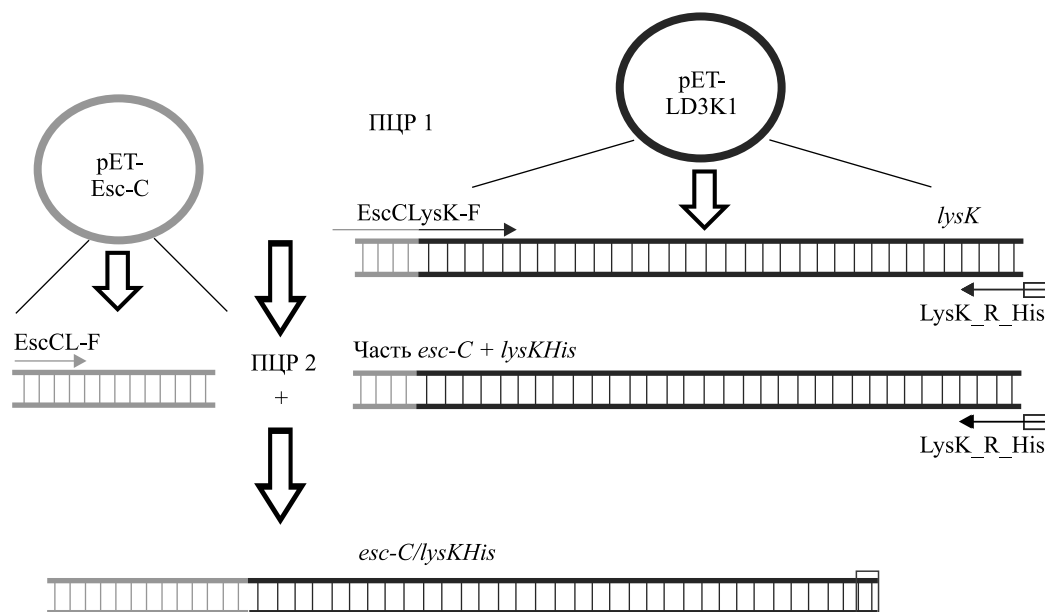 pET-
LD3K1
ПЦР 1
pET-
Esc-C
EscCLysK-F
lysK
LysK_R_His
EscCL-F
ПЦР 2
+
Часть esc-C + lysKHis
LysK_R_His
esc-C/lysKHis